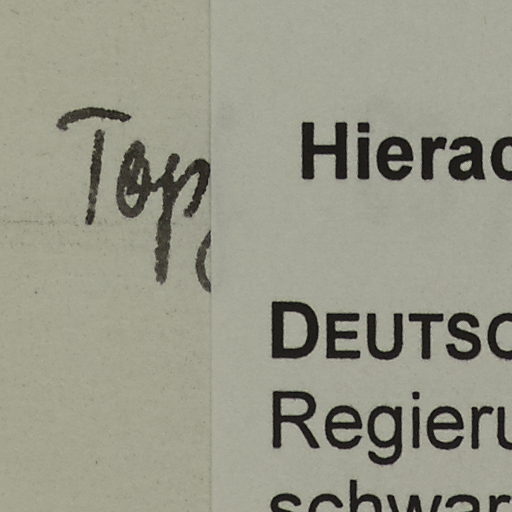 Top
Hierac
DEUTSC
Regieru
schwar